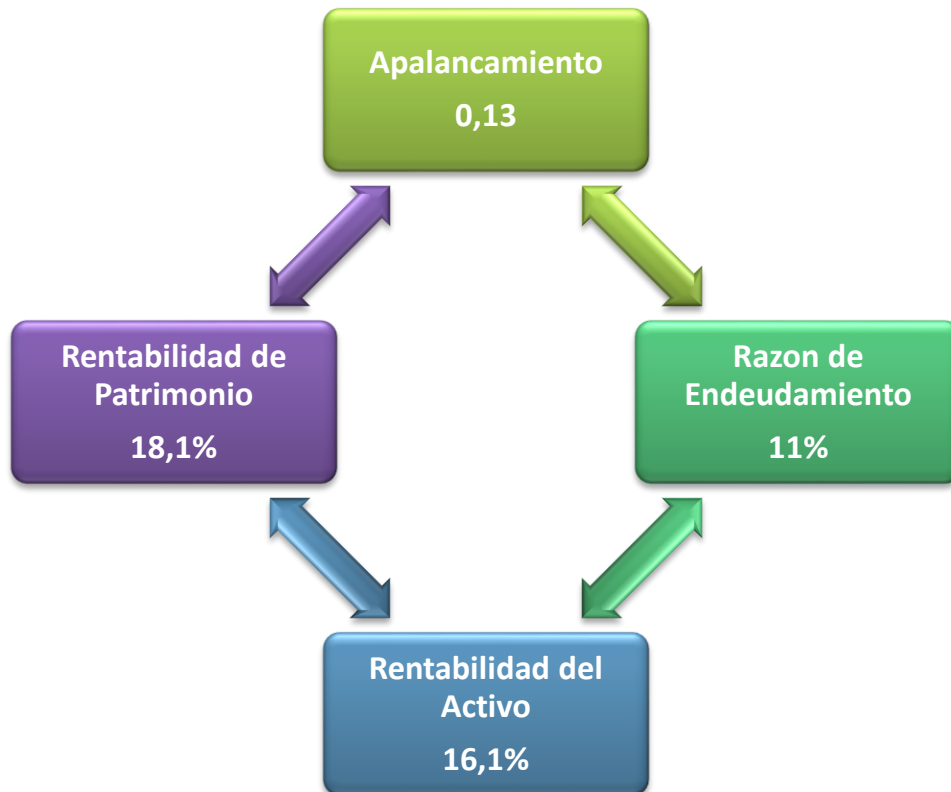 Apalancamiento
0,13
Rentabilidad de
Patrimonio
18,1%
Razon de
Endeudamiento
11%
Rentabilidad del
Activo
16,1%